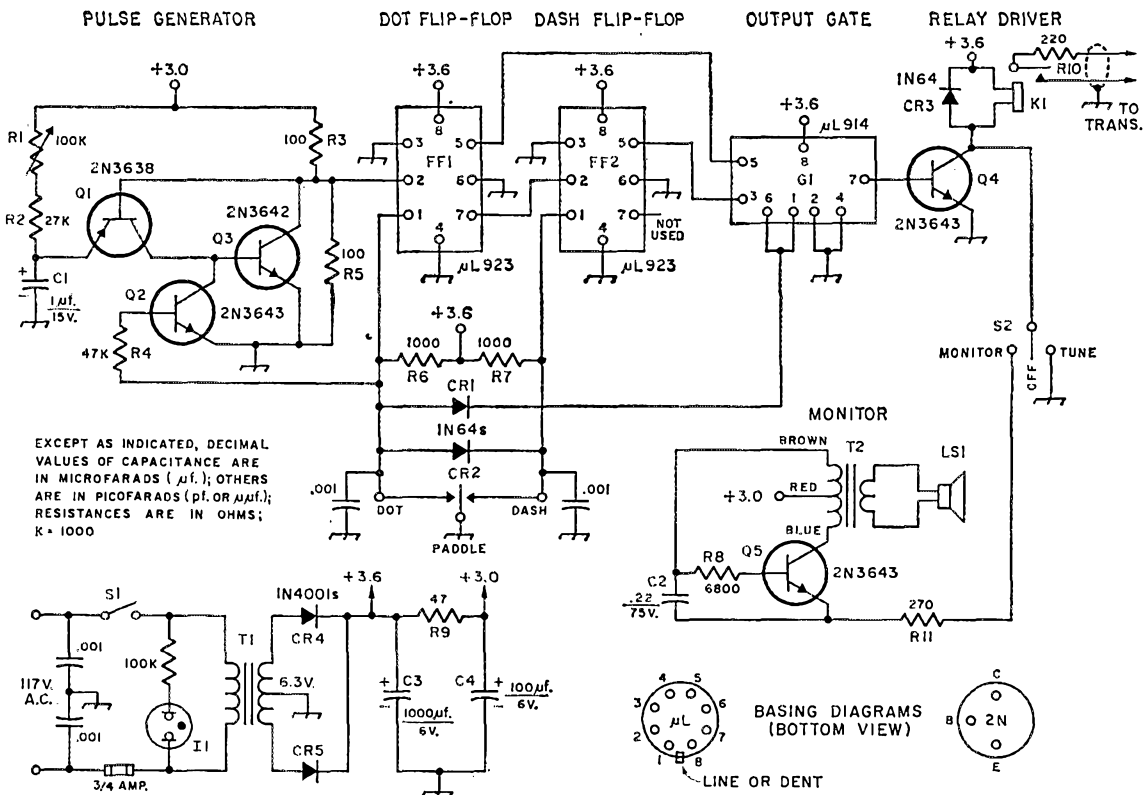 PULSE GENERATOR
DOT FLIP-FLOP
DASH FLIP-FLOP
OUTPUT GATE
RELAY DRIVER
+3.0
+3.6
+3.6
+3.6
+3.6
220
R10
TO
TRANS.
1N64
CR3
K1
R1
100K
100
R3
2N3638
Q1
R2
27K
2N3642
Q3
C1
1µf.
15V.
Q2
2N3643
100
R5
47K
R4
3
8
5
FF1
2
6
1
4
7
µL923
3
8
5
FF2
2
6
1
4
7
NOT
USED
µL923
µL914
5
8
3
G1
7
6
1
2
4
Q4
2N3643
+3.6
1000
1000
R6
R7
CR1
1N64s
CR2
.001
.001
DOT
DASH
PADDLE
S2
MONITOR
TUNE
OFF
EXCEPT AS INDICATED, DECIMAL
VALUES OF CAPACITANCE ARE
IN MICROFARADS (µf.); OTHERS
ARE IN PICOFARADS (pf. OR µµf.);
RESISTANCES ARE IN OHMS;
K = 1000
MONITOR
BROWN
T2
LS1
+3.0
RED
BLUE
Q5
R8
6800
2N3643
C2
.22
75V.
270
R11
S1
.001
117V.
A.C.
.001
100K
I1
3/4 AMP.
T1
6.3V.
1N4001s
CR4
CR5
+3.6
+3.0
47
R9
+
C3
1000µf.
6V.
C4
+
100µf.
6V.
4
5
3
6
µL
2
7
1
8
LINE OR DENT
BASING DIAGRAMS
(BOTTOM VIEW)
C
B
2N
E